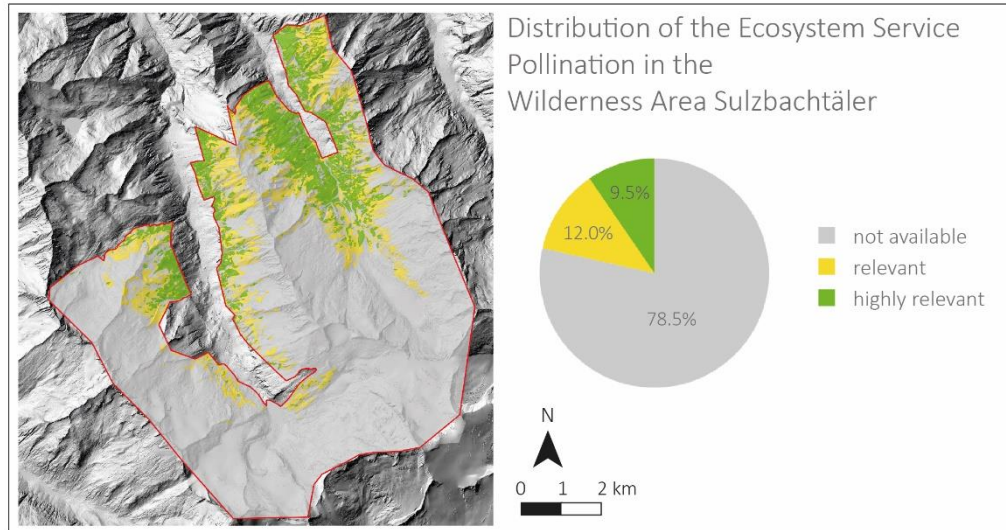 Distribution of the Ecosystem Service
Pollination in the
Wilderness Area Sulzbachtäler
9.5%
12.0%
78.5%
not available
relevant
highly relevant
N
0 1 2 km